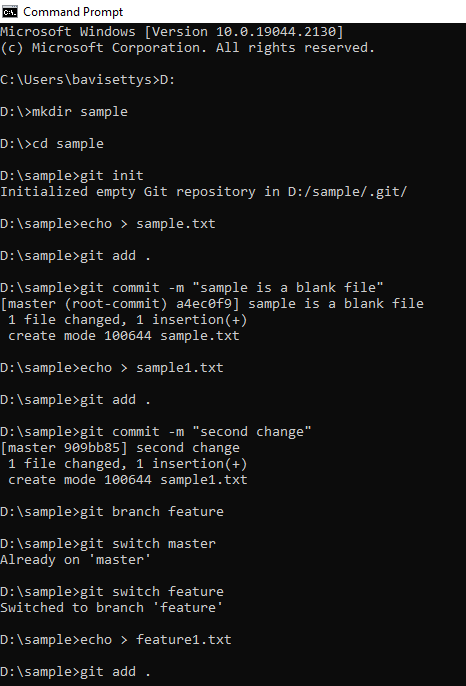 Command Prompt
Microsoft Windows [Version 10.0.19044.2130]
(c) Microsoft Corporation. All rights reserved.
C:\Users\bavisettys>D:
D:\>mkdir sample
D:\>cd sample
D:\sample>git init
Initialized empty Git repository in D:/sample/.git/
D:\sample>echo > sample.txt
D:\sample>git add .
D:\sample>git commit -m "sample is a blank file"
[master (root-commit) a4ec0f9] sample is a blank file
 1 file changed, 1 insertion(+)
 create mode 100644 sample.txt
D:\sample>echo > sample1.txt
D:\sample>git add .
D:\sample>git commit -m "second change"
[master 909bb85] second change
 1 file changed, 1 insertion(+)
 create mode 100644 sample1.txt
D:\sample>git branch feature
D:\sample>git switch master
Already on 'master'
D:\sample>git switch feature
Switched to branch 'feature'
D:\sample>echo > feature1.txt
D:\sample>git add .